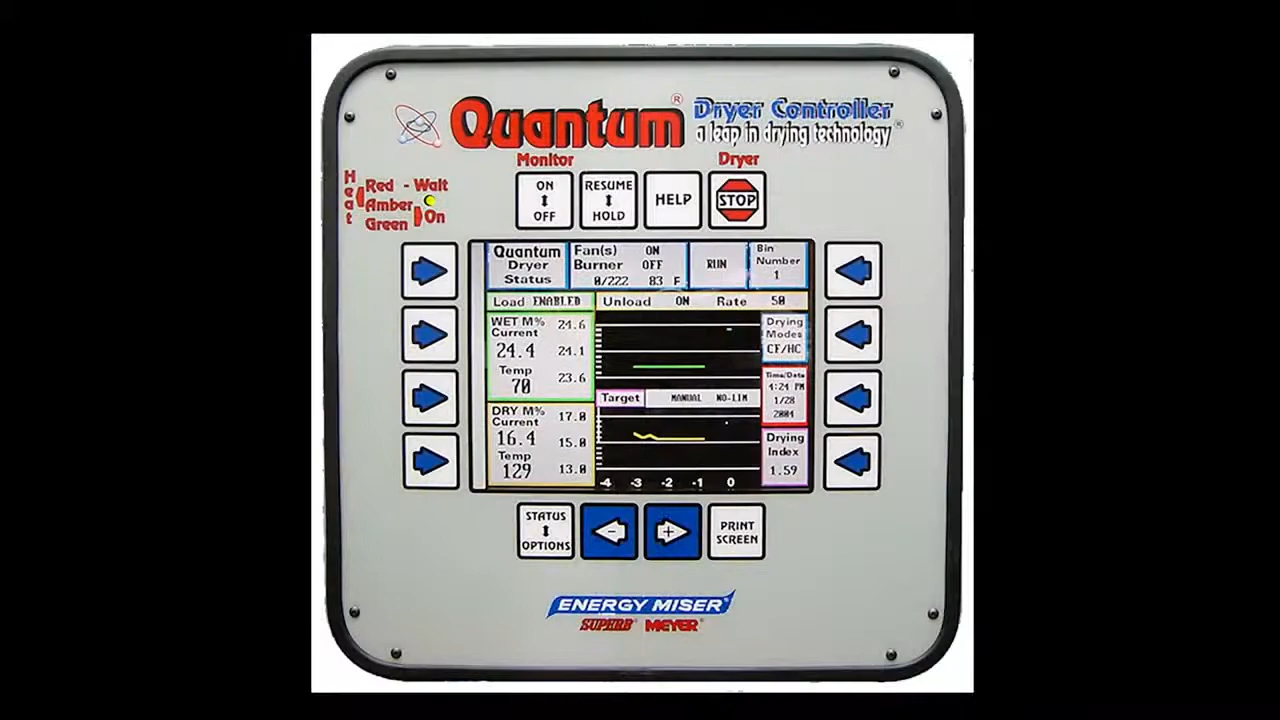 Quantum® Dryer Controller
a leap in drying technology®
Monitor
Dryer
Heat
Red - Wait
Amber
Green
On
ON
OFF
RESUME
HOLD
HELP
STOP
Quantum
Dryer
Status
Fan(s) ON
Burner OFF
0/222 83 F
RUN
Bin
Number
1
Load ENABLED
Unload ON Rate 50
WET M%
Current
24.4
Temp
70
24.6
24.1
23.6
Drying
Modes
CF/HC
Time/Date
4:24 PM
1/28
2004
Target MANUAL NO-LIM
DRY M%
Current
16.4
Temp
129
17.0
15.0
13.0
Drying
Index
1.59
-4 -3 -2 -1 0
STATUS
OPTIONS
-
+
PRINT
SCREEN
ENERGY MISER®
SUPERB® MEYER®